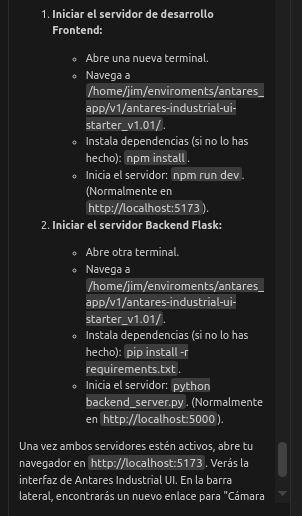 1. Iniciar el servidor de desarrollo
Frontend:
◦ Abre una nueva terminal.
◦ Navega a
/home/jim/enviroments/antares_
app/v1/antares-industrial-ui-
starter_v1.01/.
◦ Instala dependencias (si no lo has
hecho): npm install.
◦ Inicia el servidor: npm run dev.
(Normalmente en
http://localhost:5173).
2. Iniciar el servidor Backend Flask:
◦ Abre otra terminal.
◦ Navega a
/home/jim/enviroments/antares_
app/v1/antares-industrial-ui-
starter_v1.01/.
◦ Instala dependencias (si no lo has
hecho): pip install -r
requirements.txt.
◦ Inicia el servidor: python
backend_server.py. (Normalmente
en http://localhost:5000).
Una vez ambos servidores estén activos, abre tu
navegador en http://localhost:5173. Verás la
interfaz de Antares Industrial UI. En la barra
lateral, encontrarás un nuevo enlace para "Cámara